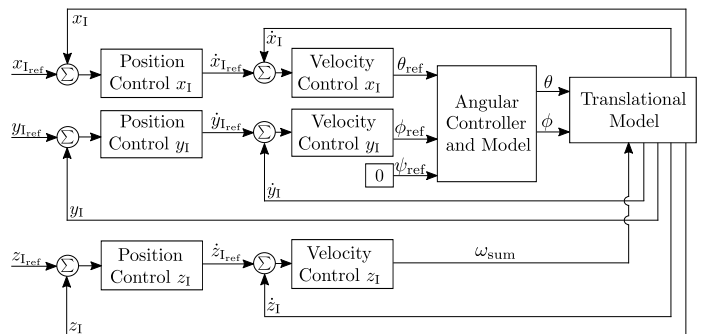 x_I
ẋ_I
x_I_ref
Σ
Position Control x_I
ẋ_I_ref
Σ
Velocity Control x_I
θ_ref
Angular Controller and Model
θ
ϕ
Translational Model
y_I_ref
Σ
Position Control y_I
ẏ_I_ref
Σ
Velocity Control y_I
ϕ_ref
0
ψ_ref
ẏ_I
y_I
z_I_ref
Σ
Position Control z_I
ż_I_ref
Σ
Velocity Control z_I
ω_sum
ż_I
z_I